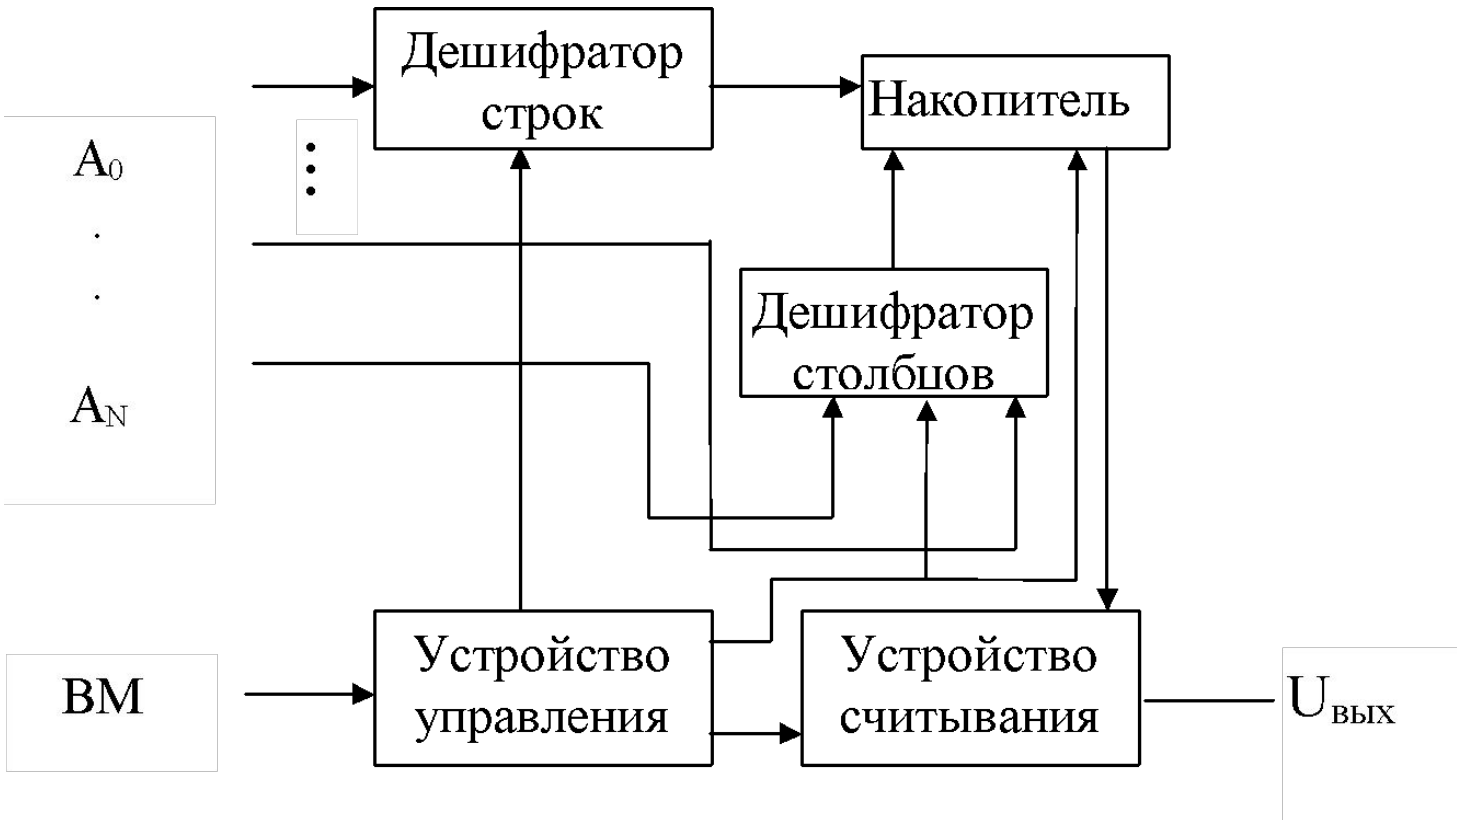 Дешифратор
строк
Накопитель
A0
.
.
AN
Дешифратор
столбцов
ВМ
Устройство
управления
Устройство
считывания
Uвых